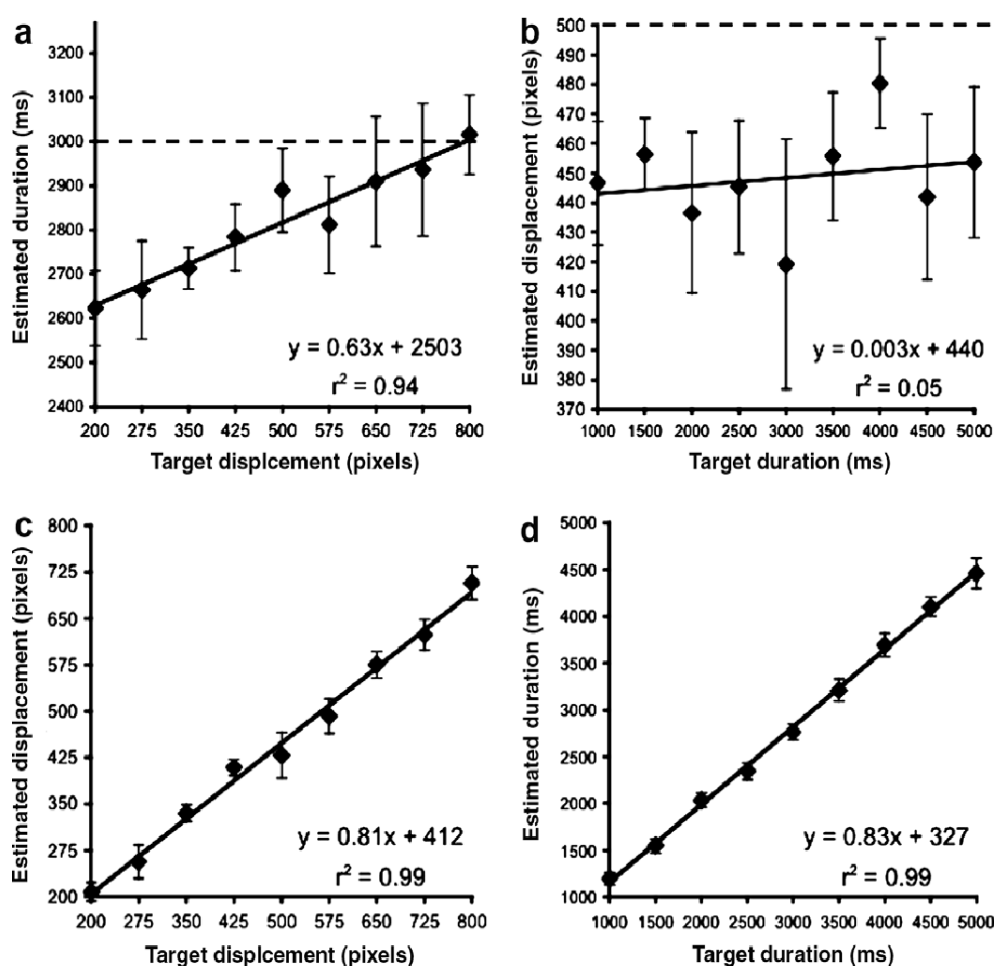 a
Estimated duration (ms)
3200
3100
3000
2900
2800
2700
2600
2500
2400
200 275 350 425 500 575 650 725 800
y = 0.63x + 2503
r² = 0.94
Target displcement (pixels)
b
Estimated displacement (pixels)
500
490
480
470
460
450
440
430
420
410
400
390
380
370
1000 1500 2000 2500 3000 3500 4000 4500 5000
y = 0.003x + 440
r² = 0.05
Target duration (ms)
c
Estimated displacement (pixels)
800
725
650
575
500
425
350
275
200
200 275 350 425 500 575 650 725 800
y = 0.81x + 412
r² = 0.99
Target displcement (pixels)
d
Estimated duration (ms)
5000
4500
4000
3500
3000
2500
2000
1500
1000
1000 1500 2000 2500 3000 3500 4000 4500 5000
y = 0.83x + 327
r² = 0.99
Target duration (ms)